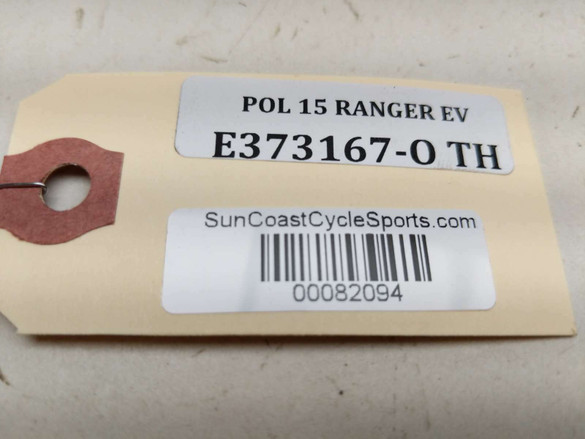 POL 15 RANGER EV
E373167-O TH
SunCoastCycleSports.com
00082094